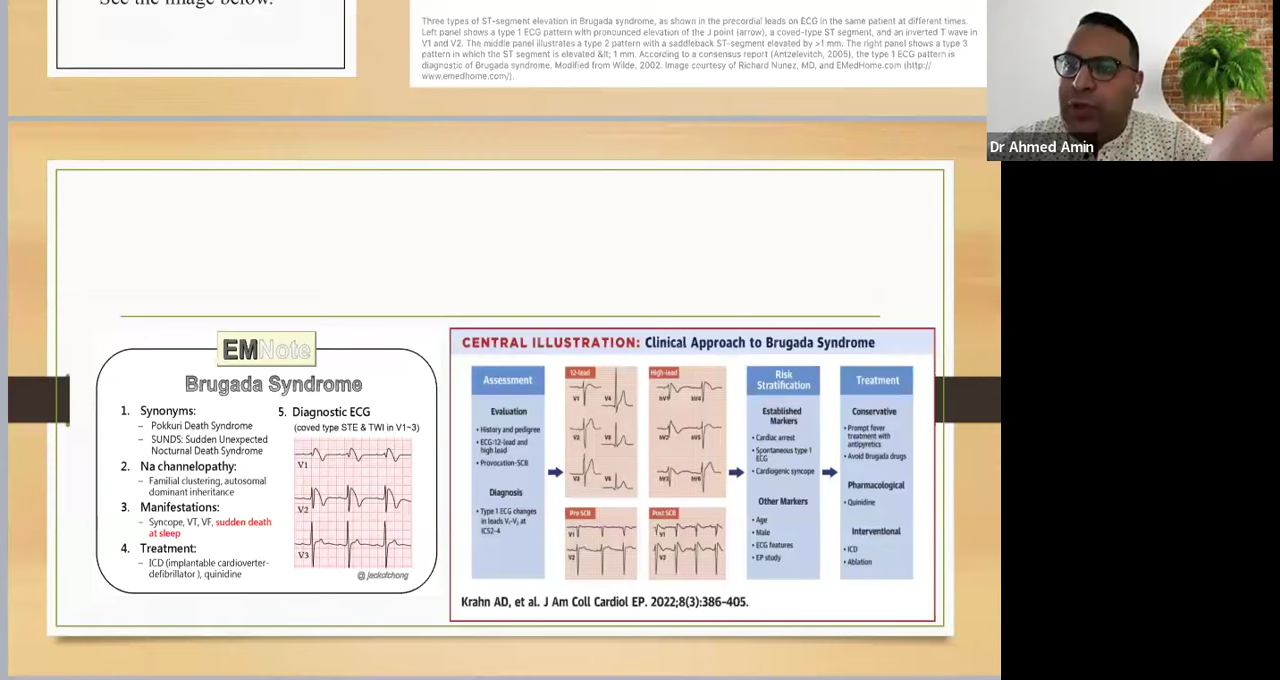 See the image below.
Three types of ST-segment elevation in Brugada syndrome, as shown in the precordial leads on ECG in the same patient at different times.
Left panel shows a type 1 ECG pattern with pronounced elevation of the J point (arrow), a coved-type ST segment, and an inverted T wave in
V1 and V2. The middle panel illustrates a type 2 pattern with a saddleback ST-segment elevated by >1 mm. The right panel shows a type 3
pattern in which the ST segment is elevated &lt; 1 mm. According to a consensus report (Antzelevitch, 2005), the type 1 ECG pattern is
diagnostic of Brugada syndrome. Modified from Wilde, 2002. Image courtesy of Richard Nunez, MD, and EMedHome.com (http://
www.emedhome.com/).
Dr Ahmed Amin
EMNote
Brugada Syndrome
1. Synonyms:
– Pokkuri Death Syndrome
– SUNDS: Sudden Unexpected
Nocturnal Death Syndrome
2. Na channelopathy:
– Familial clustering, autosomal
dominant inheritance
3. Manifestations:
– Syncope, VT, VF, sudden death
at sleep
4. Treatment:
– ICD (implantable cardioverter-
defibrillator ), quinidine
5. Diagnostic ECG
(coved type STE & TWI in V1~3)
V1
V2
V3
@ jackcfchong
CENTRAL ILLUSTRATION: Clinical Approach to Brugada Syndrome
Assessment
Evaluation
• History and pedigree
• ECG:12-lead and
high lead
• Provocation-SCB
Diagnosis
• Type 1 ECG changes
in leads V₁-V₂ at
ICS2-4
12-lead
V1 V4
V2 V5
V3 V6
High-lead
Pre SCB
V1
V2
Post SCB
V1
V2
Risk
Stratification
Established
Markers
• Cardiac arrest
• Spontaneous type 1
ECG
• Cardiogenic syncope
Other Markers
• Age
• Male
• ECG features
• EP study
Treatment
Conservative
• Prompt fever
treatment with
antipyretics
• Avoid Brugada drugs
Pharmacological
• Quinidine
Interventional
• ICD
• Ablation
Krahn AD, et al. J Am Coll Cardiol EP. 2022;8(3):386–405.